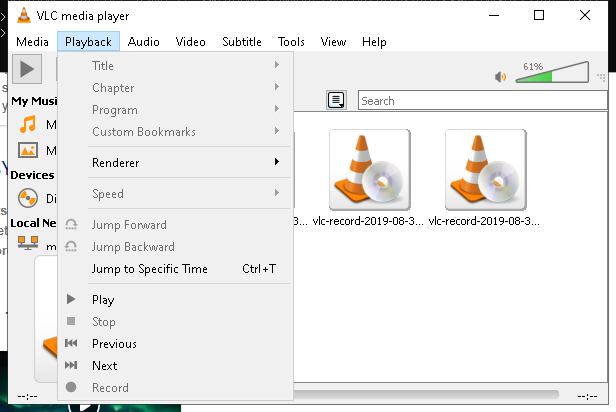 VLC media player
Media Playback Audio Video Subtitle Tools View Help
61%
Title
Chapter
Program
Custom Bookmarks
Renderer
Speed
Jump Forward
Jump Backward
Jump to Specific Time Ctrl+T
Play
Stop
Previous
Next
Record
My Musi
M
M
Devices
Di
Local Ne
m
Search
3...
vlc-record-2019-08-3...
vlc-record-2019-08-3...
--:--
--:--